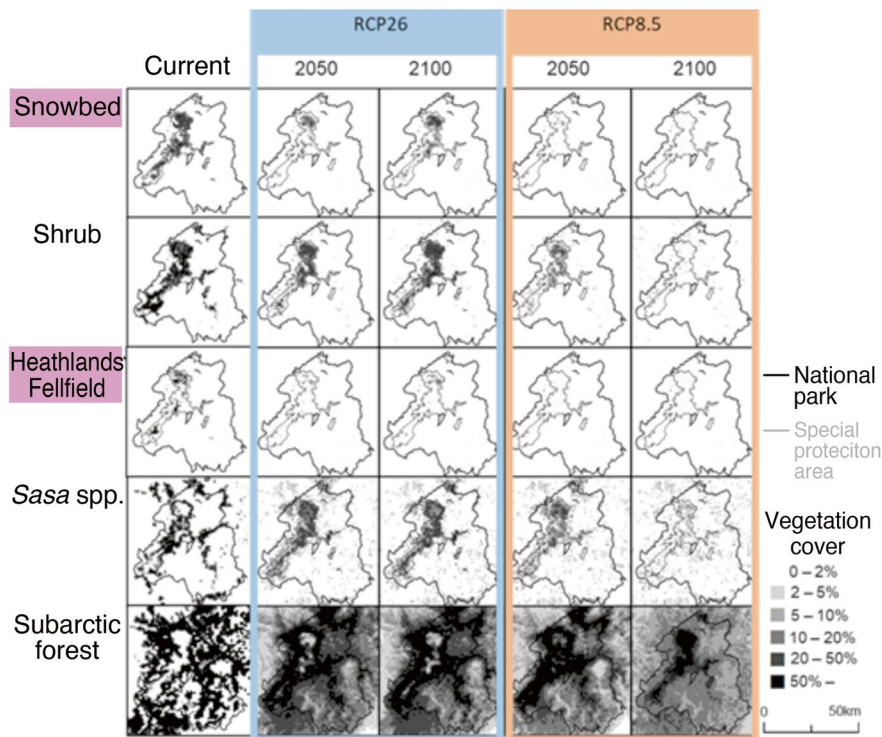 RCP26
RCP8.5
Current
2050
2100
2050
2100
Snowbed
Shrub
Heathlands
Fellfield
Sasa spp.
Subarctic
forest
National
park
Special
proteciton
area
Vegetation
cover
0 – 2%
2 – 5%
5 – 10%
10 – 20%
20 – 50%
50% –
0
50km